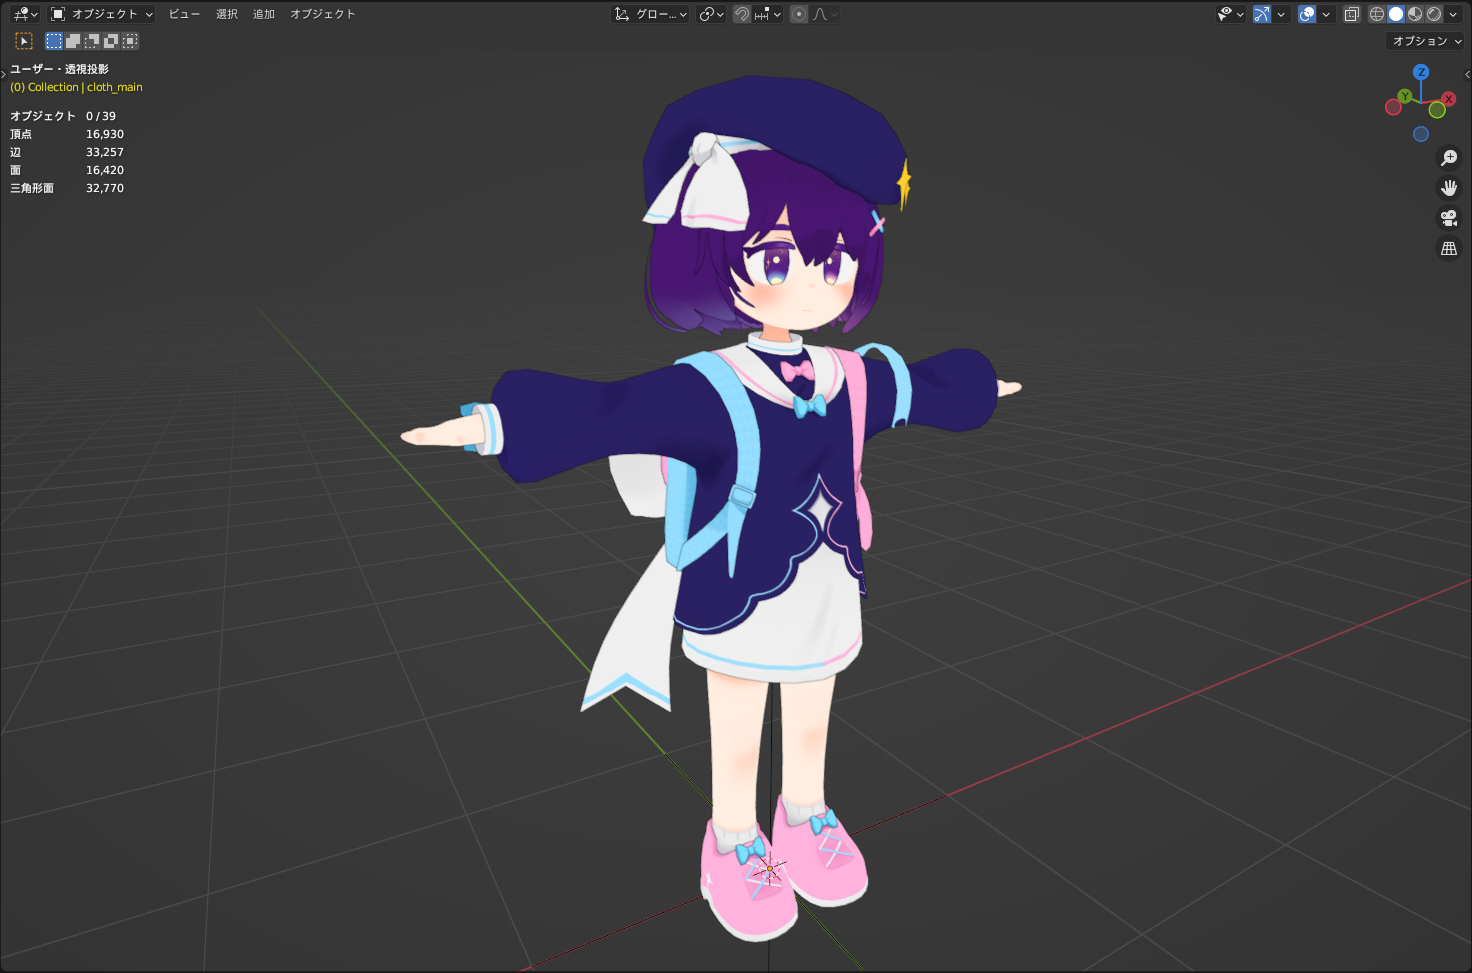 オブジェクト ビュー 選択 追加 オブジェクト グロー...
オプション
ユーザー・透視投影
(0) Collection | cloth_main
オブジェクト 0 / 39
頂点 16,930
辺 33,257
面 16,420
三角形面 32,770
Z
Y
X